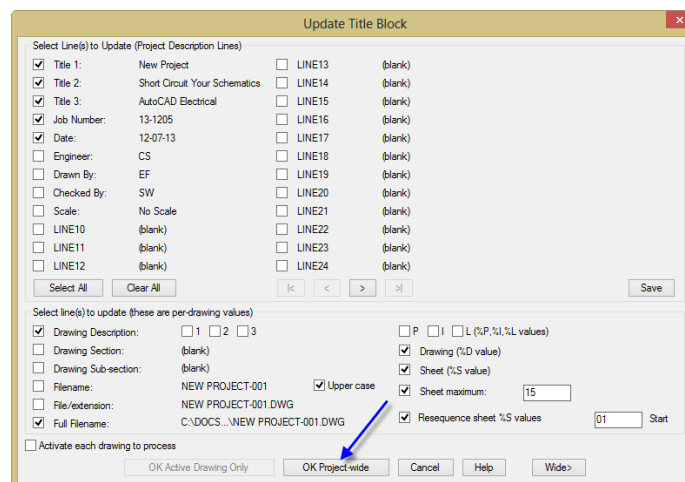 Update Title Block
Select Line(s) to Update (Project Description Lines)
Title 1: New Project LINE13 (blank)
Title 2: Short Circuit Your Schematics LINE14 (blank)
Title 3: AutoCAD Electrical LINE15 (blank)
Job Number: 13-1205 LINE16 (blank)
Date: 12-07-13 LINE17 (blank)
Engineer: CS LINE18 (blank)
Drawn By: EF LINE19 (blank)
Checked By: SW LINE20 (blank)
Scale: No Scale LINE21 (blank)
LINE10 (blank) LINE22 (blank)
LINE11 (blank) LINE23 (blank)
LINE12 (blank) LINE24 (blank)
Select All Clear All |< < > >| Save
Select line(s) to update (these are per-drawing values)
Drawing Description: 1 2 3 P I L (%P,%I,%L values)
Drawing Section: (blank) Drawing (%D value)
Drawing Sub-section: (blank) Sheet (%S value)
Filename: NEW PROJECT-001 Upper case Sheet maximum: 15
File/extension: NEW PROJECT-001.DWG
Full Filename: C:\DOCS...\NEW PROJECT-001.DWG Resequence sheet %S values 01 Start
Activate each drawing to process
OK Active Drawing Only OK Project-wide Cancel Help Wide>